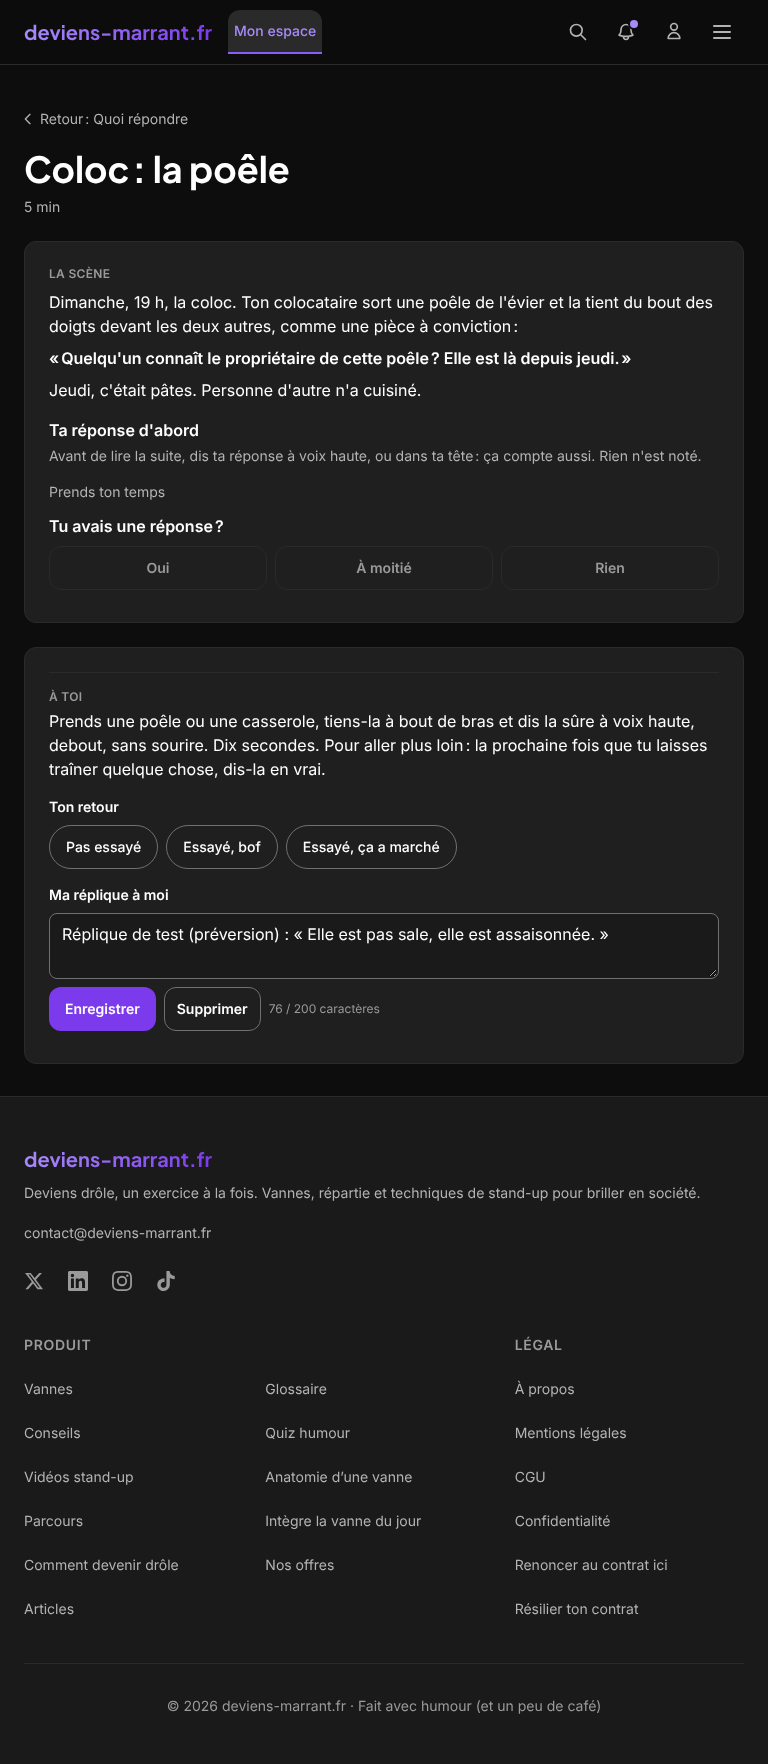 deviens-marrant.fr
Mon espace
Retour : Quoi répondre
Coloc : la poêle
5 min
LA SCÈNE
Dimanche, 19 h, la coloc. Ton colocataire sort une poêle de l'évier et la tient du bout des
doigts devant les deux autres, comme une pièce à conviction :
« Quelqu'un connaît le propriétaire de cette poêle ? Elle est là depuis jeudi. »
Jeudi, c'était pâtes. Personne d'autre n'a cuisiné.
Ta réponse d'abord
Avant de lire la suite, dis ta réponse à voix haute, ou dans ta tête : ça compte aussi. Rien n'est noté.
Prends ton temps
Tu avais une réponse ?
Oui
À moitié
Rien
À TOI
Prends une poêle ou une casserole, tiens-la à bout de bras et dis la sûre à voix haute,
debout, sans sourire. Dix secondes. Pour aller plus loin : la prochaine fois que tu laisses
traîner quelque chose, dis-la en vrai.
Ton retour
Pas essayé
Essayé, bof
Essayé, ça a marché
Ma réplique à moi
Réplique de test (préversion) : « Elle est pas sale, elle est assaisonnée. »
Enregistrer
Supprimer
76 / 200 caractères
deviens-marrant.fr
Deviens drôle, un exercice à la fois. Vannes, répartie et techniques de stand-up pour briller en société.
contact@deviens-marrant.fr
PRODUIT
Vannes
Conseils
Vidéos stand-up
Parcours
Comment devenir drôle
Articles
Glossaire
Quiz humour
Anatomie d’une vanne
Intègre la vanne du jour
Nos offres
LÉGAL
À propos
Mentions légales
CGU
Confidentialité
Renoncer au contrat ici
Résilier ton contrat
© 2026 deviens-marrant.fr · Fait avec humour (et un peu de café)